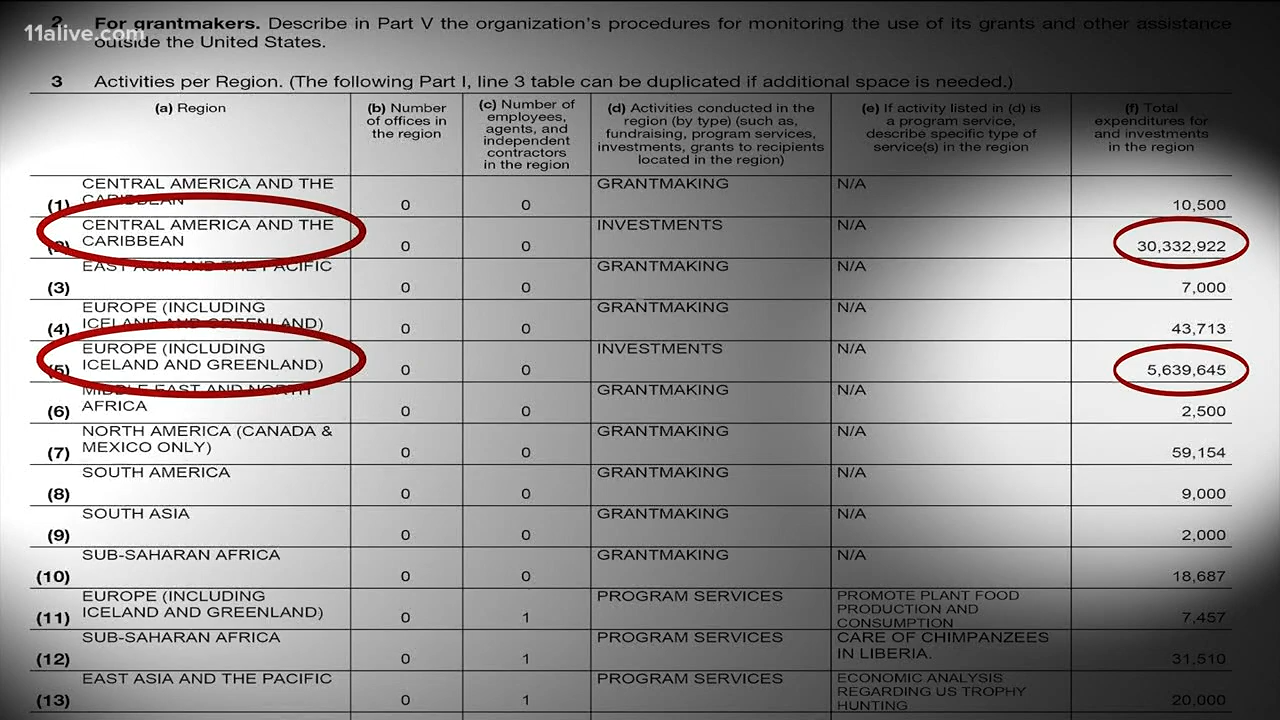 11alive.com
2 For grantmakers. Describe in Part V the organization's procedures for monitoring the use of its grants and other assistance
outside the United States.
3 Activities per Region. (The following Part I, line 3 table can be duplicated if additional space is needed.)
(a) Region
(b) Number
of offices in
the region
(c) Number of
employees,
agents, and
independent
contractors
in the region
(d) Activities conducted in the
region (by type) (such as,
fundraising, program services,
investments, grants to recipients
located in the region)
(e) If activity listed in (d) is
a program service,
describe specific type of
service(s) in the region
(f) Total
expenditures for
and investments
in the region
CENTRAL AMERICA AND THE GRANTMAKING N/A
(1) CARIBBEAN 0 0 10,500
CENTRAL AMERICA AND THE INVESTMENTS N/A
(2) CARIBBEAN 0 0 30,332,922
EAST ASIA AND THE PACIFIC GRANTMAKING N/A
(3) 0 0 7,000
EUROPE (INCLUDING GRANTMAKING N/A
(4) ICELAND AND GREENLAND) 0 0 43,713
EUROPE (INCLUDING INVESTMENTS N/A
(5) ICELAND AND GREENLAND) 0 0 5,639,645
MIDDLE EAST AND NORTH GRANTMAKING N/A
(6) AFRICA 0 0 2,500
NORTH AMERICA (CANADA & GRANTMAKING N/A
(7) MEXICO ONLY) 0 0 59,154
SOUTH AMERICA GRANTMAKING N/A
(8) 0 0 9,000
SOUTH ASIA GRANTMAKING N/A
(9) 0 0 2,000
SUB-SAHARAN AFRICA GRANTMAKING N/A
(10) 0 0 18,687
EUROPE (INCLUDING PROGRAM SERVICES PROMOTE PLANT FOOD
(11) ICELAND AND GREENLAND) 0 1 PRODUCTION AND 7,457
CONSUMPTION
SUB-SAHARAN AFRICA PROGRAM SERVICES CARE OF CHIMPANZEES
(12) 0 1 IN LIBERIA. 31,510
EAST ASIA AND THE PACIFIC PROGRAM SERVICES ECONOMIC ANALYSIS
(13) 0 1 REGARDING US TROPHY 20,000
HUNTING